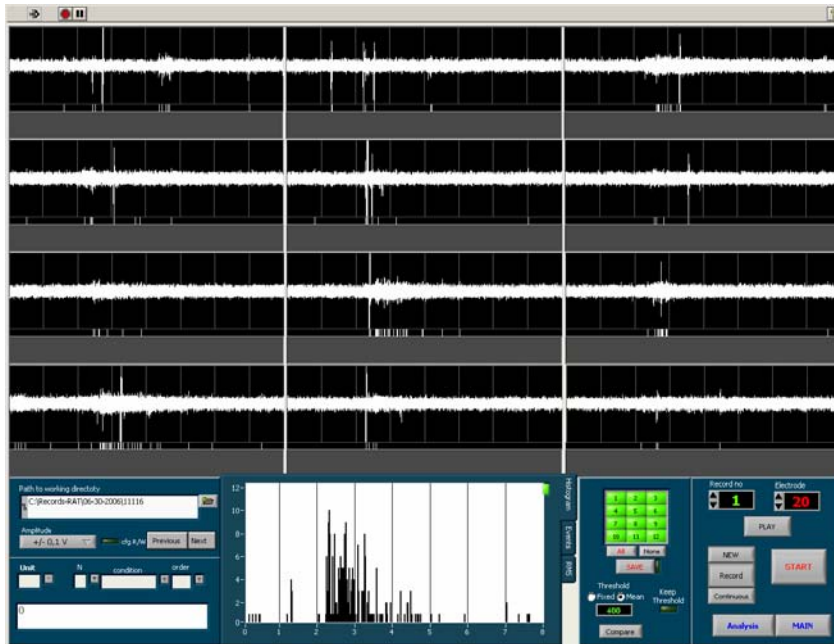 Path to working directoty
C:\Records-RAT\06-30-2006\11116
Amplitude
+/- 0,1 V
cfg R/W
Previous
Next
Unit
N
condition
order
()
12
10
8
6
4
2
0
0 1 2 3 4 5 6 7 8
Histogram
Events
RMS
1 2 3
4 5 6
7 8 9
10 11 12
All
None
SAVE
Threshold
Fixed
Mean
Keep
Threshold
400
Compare
Record no
Electrode
1
20
PLAY
NEW
Record
Continuous
START
Analysis
MAIN